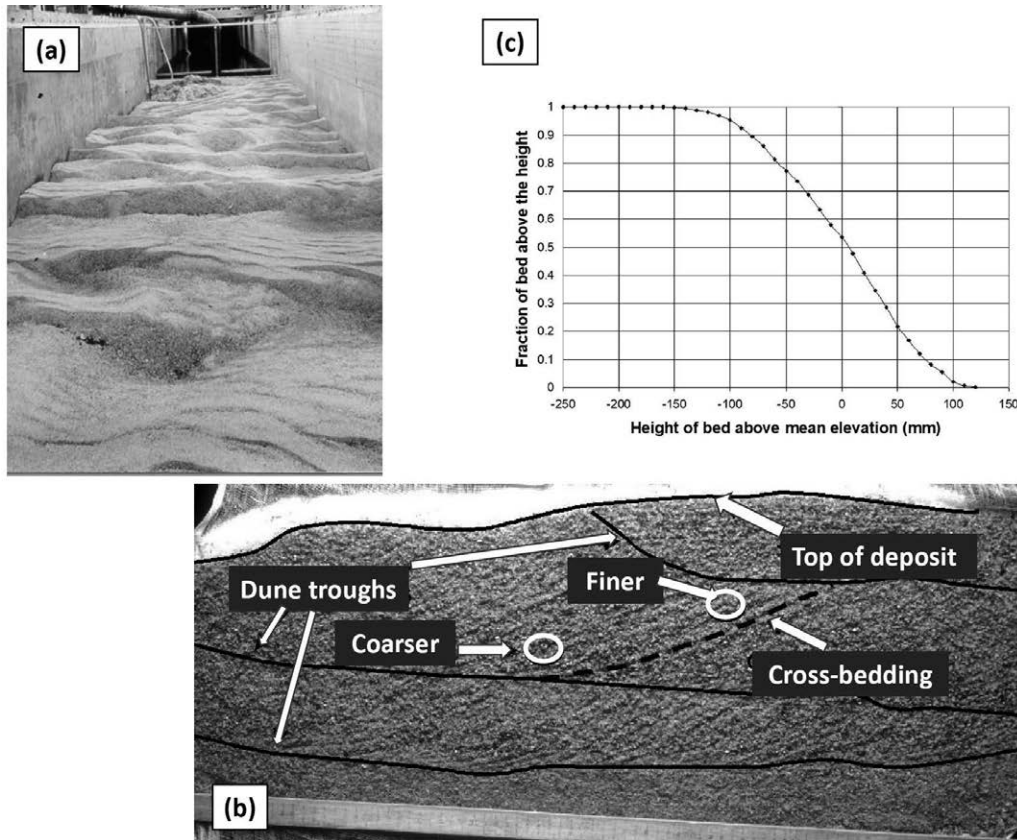 (a)
(c)
1
0.9
0.8
0.7
0.6
0.5
0.4
0.3
0.2
0.1
0
Fraction of bed above the height
-250 -200 -150 -100 -50 0 50 100 150
Height of bed above mean elevation (mm)
Top of deposit
Dune troughs
Finer
Coarser
Cross-bedding
(b)